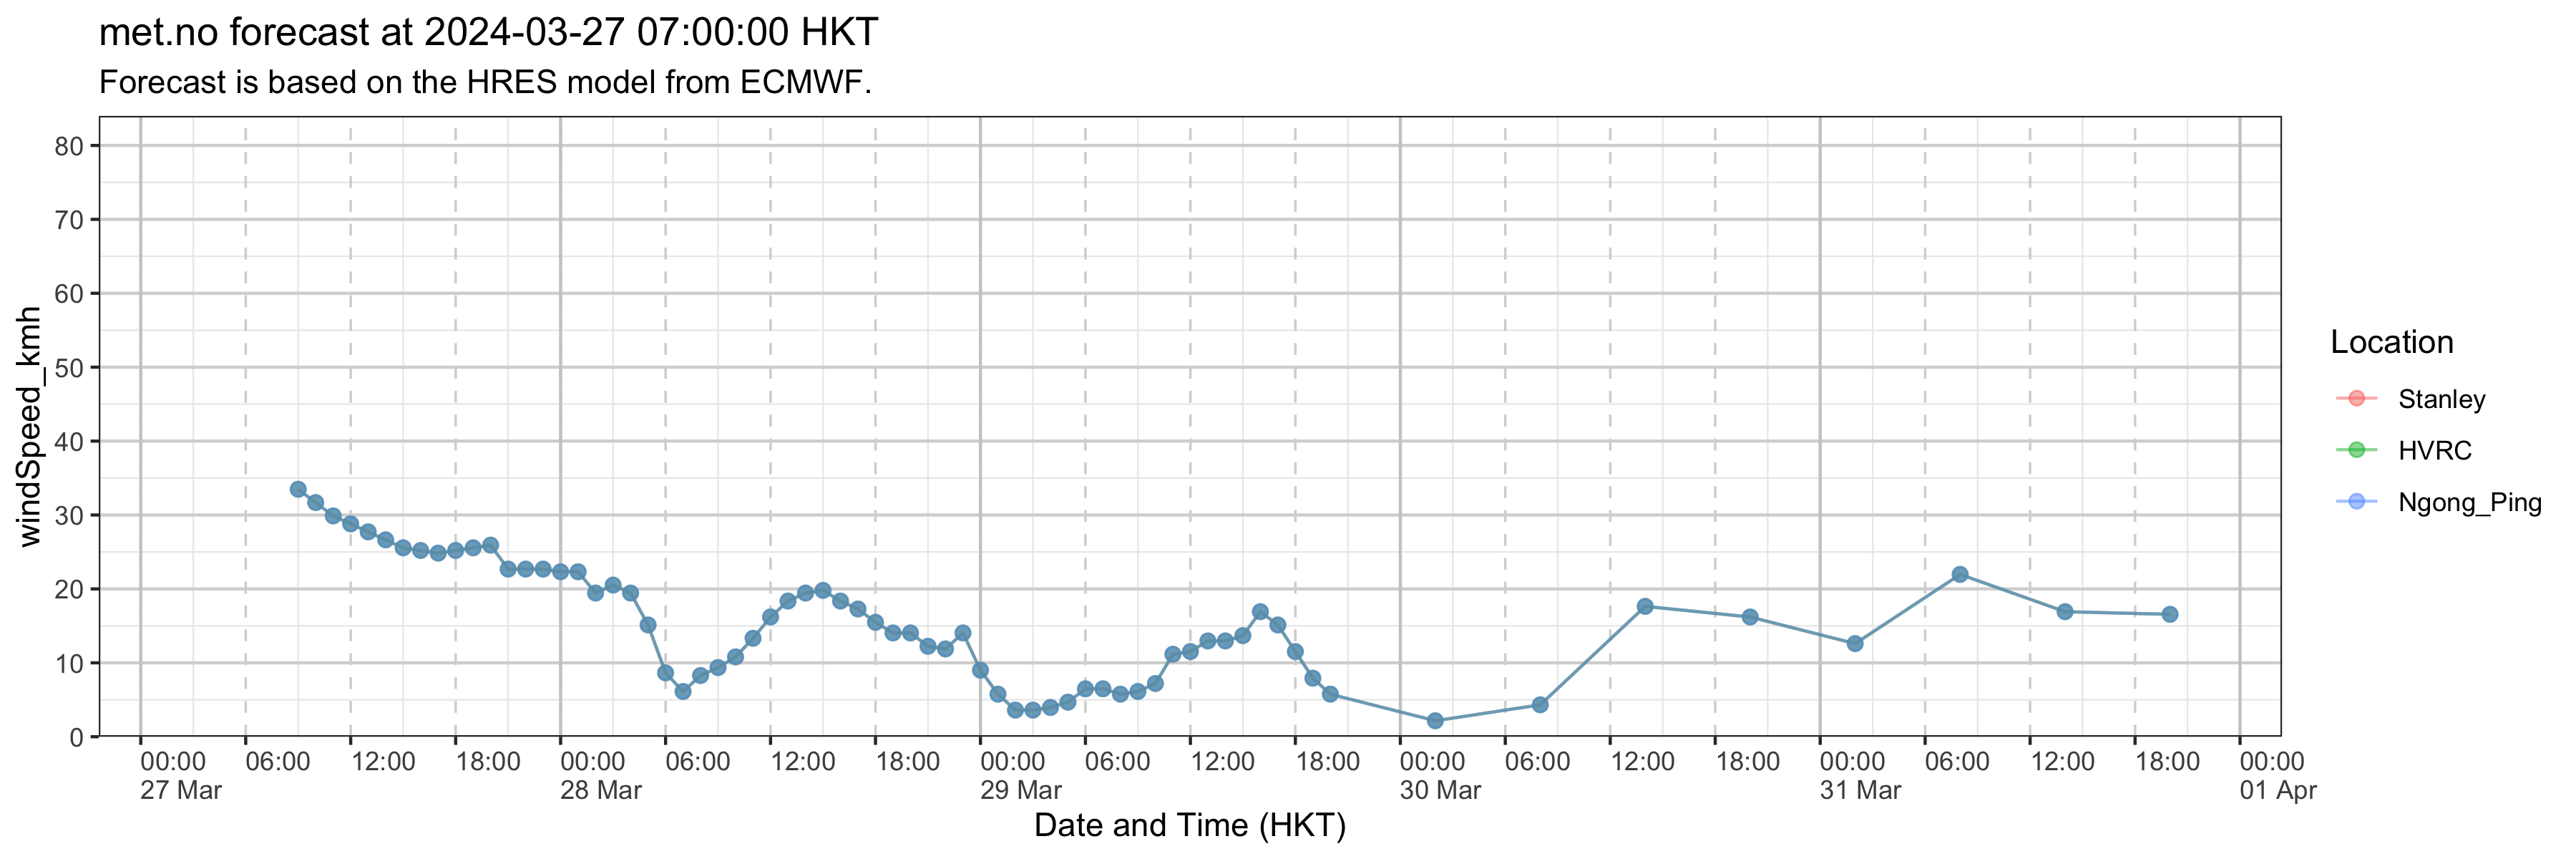 met.no forecast at 2024-03-27 07:00:00 HKT
Forecast is based on the HRES model from ECMWF.
windSpeed_kmh
80
70
60
50
40
30
20
10
0
00:00 06:00 12:00 18:00 00:00 06:00 12:00 18:00 00:00 06:00 12:00 18:00 00:00 06:00 12:00 18:00 00:00 06:00 12:00 18:00 00:00
27 Mar 28 Mar 29 Mar 30 Mar 31 Mar 01 Apr
Date and Time (HKT)
Location
Stanley
HVRC
Ngong_Ping